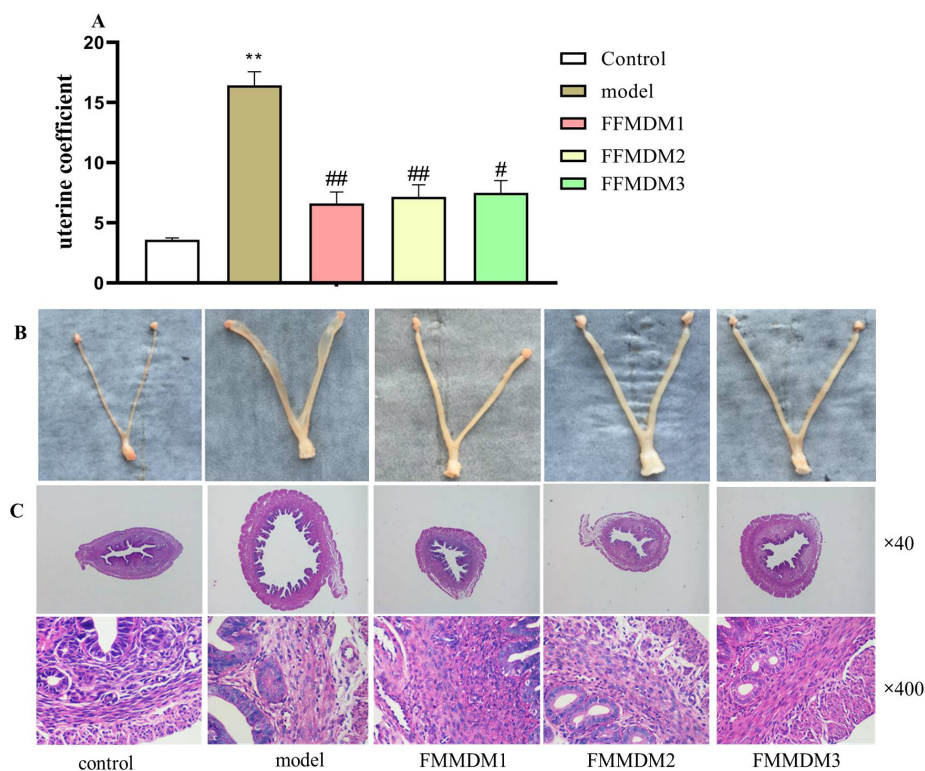 A
uterine coefficient
20
15
10
5
0
**
##
##
#
Control
model
FFMDM1
FFMDM2
FFMDM3
B
C
×40
×400
control
model
FMMDM1
FMMDM2
FMMDM3